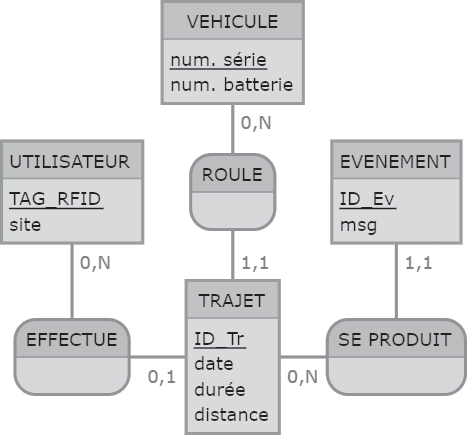 VEHICULE
num. série
num. batterie
0,N
UTILISATEUR
TAG_RFID
site
ROULE
EVENEMENT
ID_Ev
msg
0,N
1,1
1,1
EFFECTUE
TRAJET
ID_Tr
date
durée
distance
SE PRODUIT
0,1
0,N